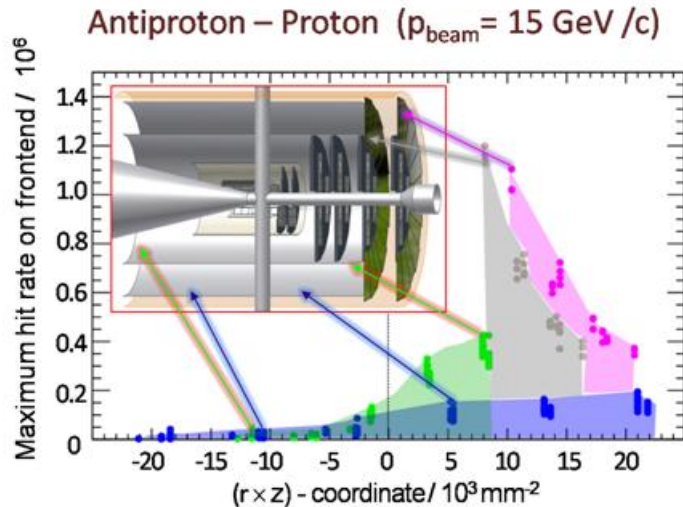 Antiproton – Proton (p_beam = 15 GeV /c)
Maximum hit rate on frontend / 10⁶
1.4
1.2
1.0
0.8
0.6
0.4
0.2
0
-20 -15 -10 -5 0 5 10 15 20
(r × z) - coordinate / 10³ mm⁻²